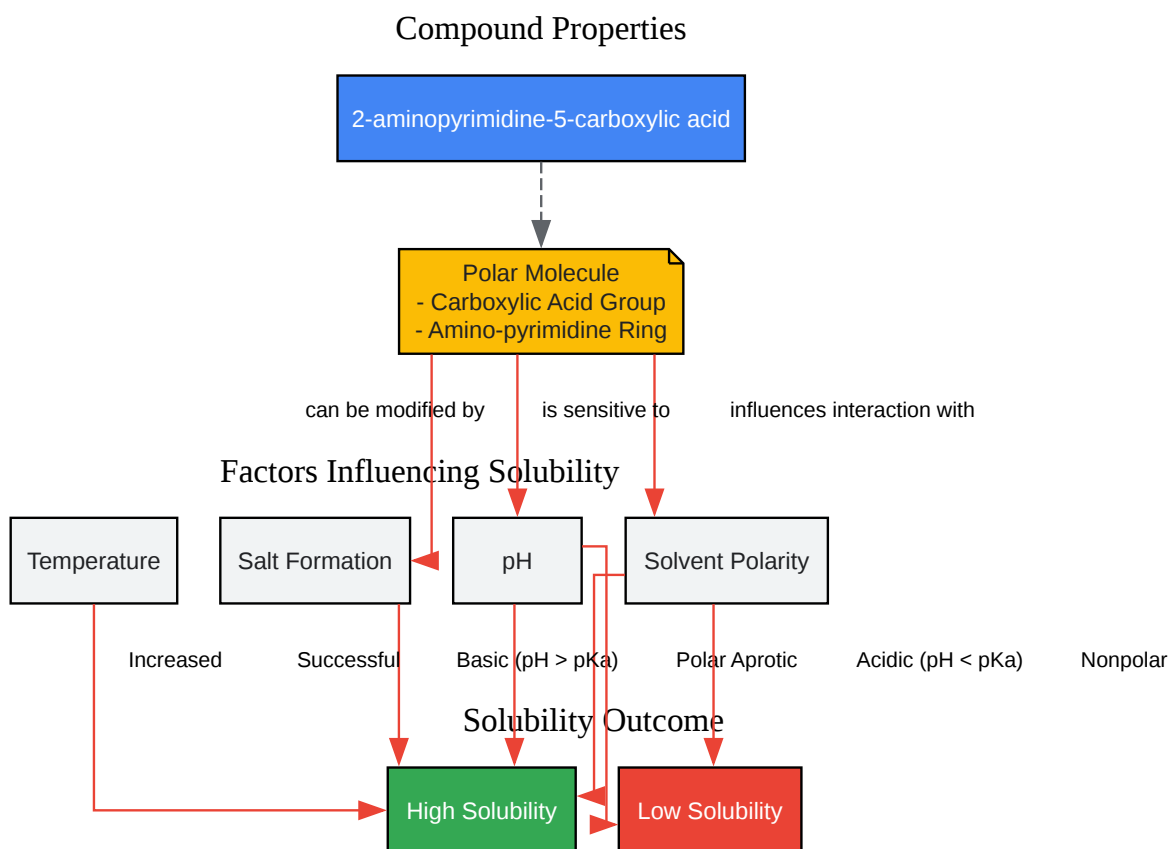 Compound Properties
2-aminopyrimidine-5-carboxylic acid
Polar Molecule
- Carboxylic Acid Group
- Amino-pyrimidine Ring
can be modified by
is sensitive to
influences interaction with
Factors Influencing Solubility
Temperature
Salt Formation
pH
Solvent Polarity
Increased
Successful
Basic (pH > pKa)
Polar Aprotic
Acidic (pH < pKa)
Nonpolar
Solubility Outcome
High Solubility
Low Solubility